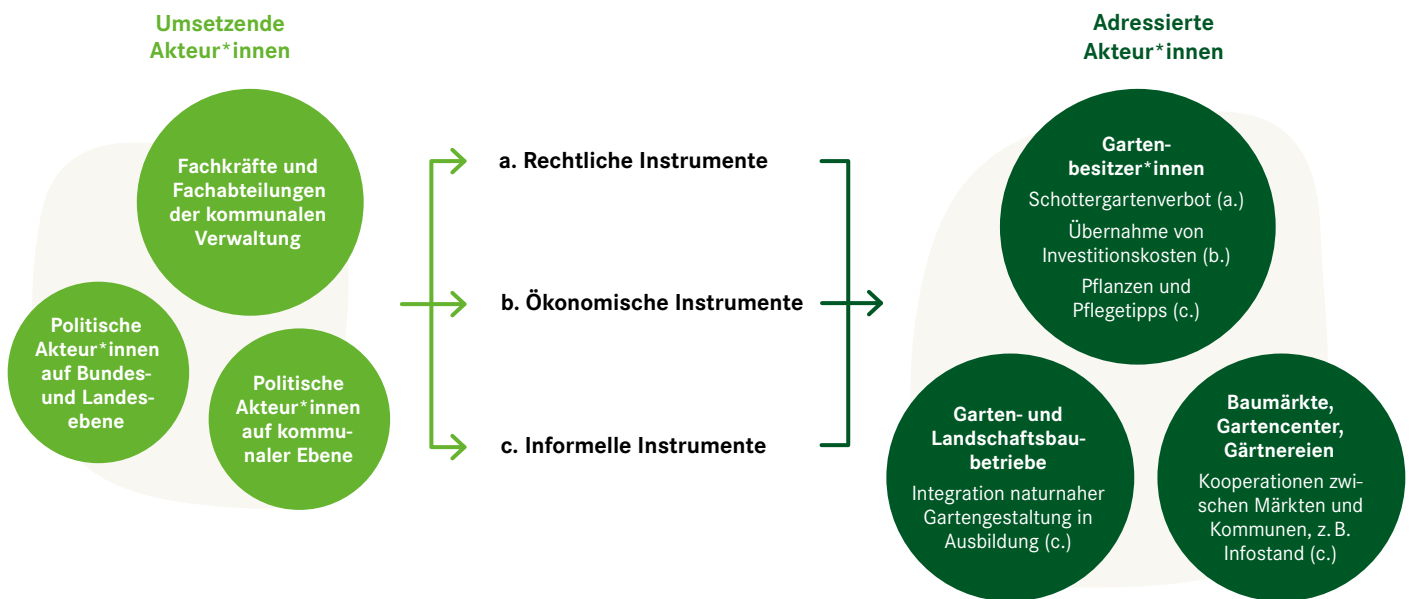 Umsetzende
Akteur*innen
Fachkräfte und
Fachabteilungen
der kommunalen
Verwaltung
Politische
Akteur*innen
auf Bundes-
und Landes-
ebene
Politische
Akteur*innen
auf kommu-
naler Ebene
a. Rechtliche Instrumente
b. Ökonomische Instrumente
c. Informelle Instrumente
Adressierte
Akteur*innen
Garten-
besitzer*innen
Schottergartenverbot (a.)
Übernahme von
Investitionskosten (b.)
Pflanzen und
Pflegetipps (c.)
Garten- und
Landschaftsbau-
betriebe
Integration naturnaher
Gartengestaltung in
Ausbildung (c.)
Baumärkte,
Gartencenter,
Gärtnereien
Kooperationen zwi-
schen Märkten und
Kommunen, z. B.
Infostand (c.)